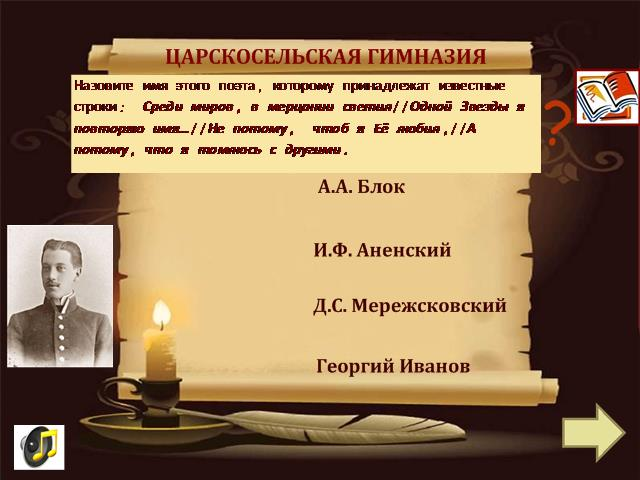 ЦАРСКОСЕЛЬСКАЯ ГИМНАЗИЯ
Назовите имя этого поэта, которому принадлежат известные
строки: Среди миров, в мерцании светил//Одной Звезды я
повторяю имя…//Не потому, чтоб я Её любил,//А
потому, что я томлюсь с другими.
?
А.А. Блок
И.Ф. Аненский
Д.С. Мережсковский
Георгий Иванов